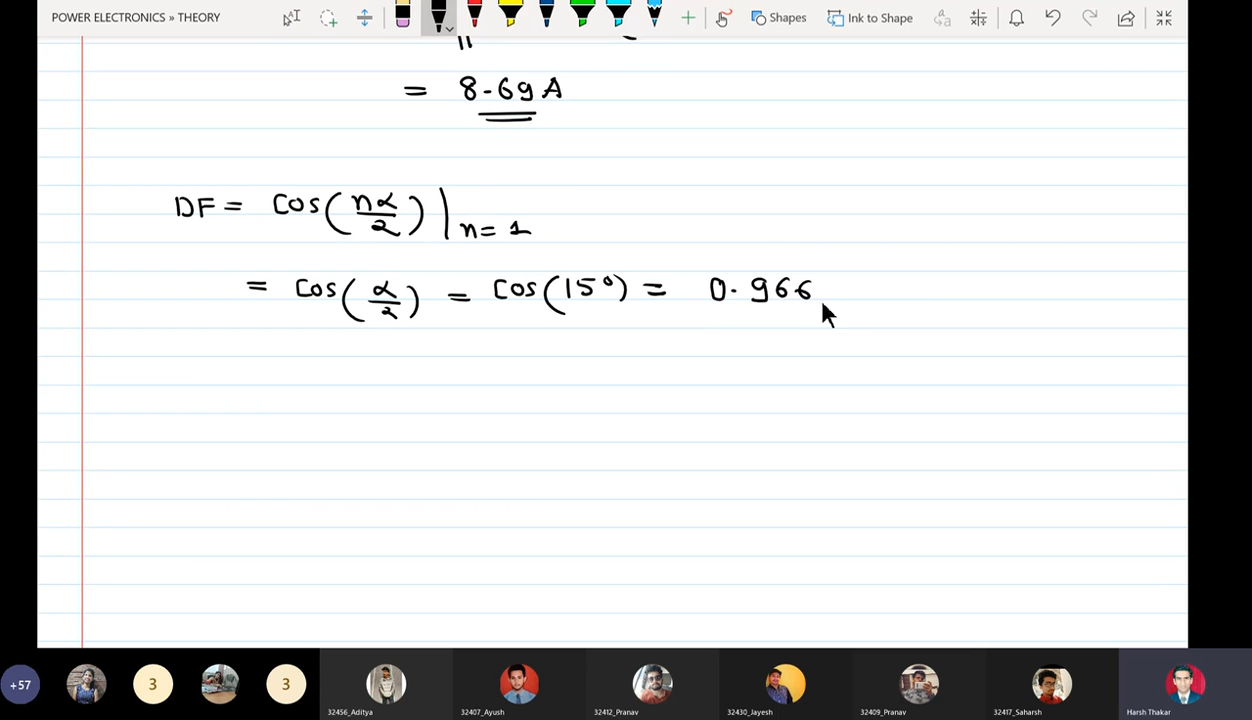 POWER ELECTRONICS » THEORY
Shapes
Ink to Shape
= 8.69 A
DF = cos(nα/2)|n=1
= cos(α/2) = cos(15°) = 0.966
+57
3
3
32456_Aditya
32407_Ayush
32412_Pranav
32430_Jayesh
32409_Pranav
32417_Saharsh
Harsh Thakar